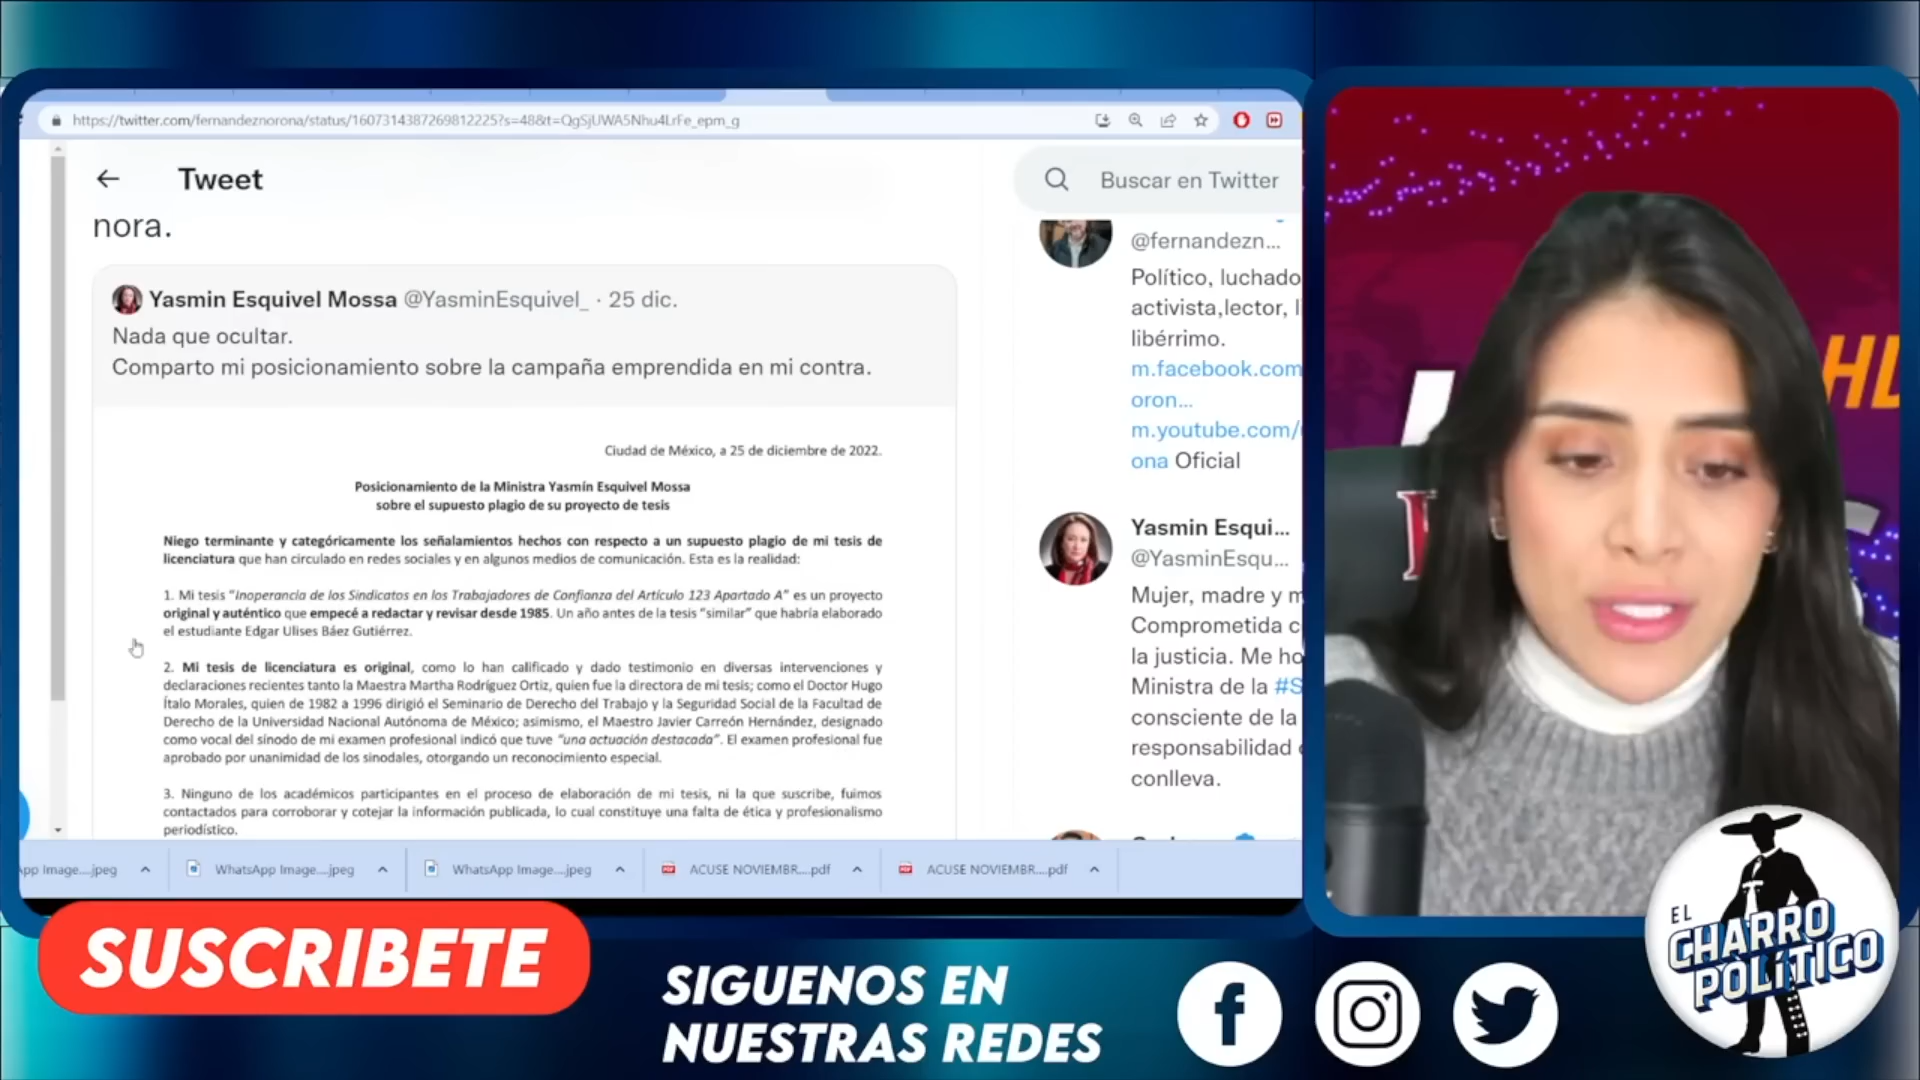 https://twitter.com/fernandeznorona/status/1607314387269812225?s=48&t=QgSjUWA5Nhu4LrFe_epm_g
Tweet
nora.
Yasmin Esquivel Mossa @YasminEsquivel_ · 25 dic.
Nada que ocultar.
Comparto mi posicionamiento sobre la campaña emprendida en mi contra.
Ciudad de México, a 25 de diciembre de 2022.
Posicionamiento de la Ministra Yasmín Esquivel Mossa
sobre el supuesto plagio de su proyecto de tesis
Niego terminante y categóricamente los señalamientos hechos con respecto a un supuesto plagio de mi tesis de
licenciatura que han circulado en redes sociales y en algunos medios de comunicación. Esta es la realidad:
1. Mi tesis “Inoperancia de los Sindicatos en los Trabajadores de Confianza del Artículo 123 Apartado A” es un proyecto
original y auténtico que empecé a redactar y revisar desde 1985. Un año antes de la tesis “similar” que habría elaborado
el estudiante Edgar Ulises Báez Gutiérrez.
2. Mi tesis de licenciatura es original, como lo han calificado y dado testimonio en diversas intervenciones y
declaraciones recientes tanto la Maestra Martha Rodríguez Ortiz, quien fue la directora de mi tesis; como el Doctor Hugo
Ítalo Morales, quien de 1982 a 1996 dirigió el Seminario de Derecho del Trabajo y la Seguridad Social de la Facultad de
Derecho de la Universidad Nacional Autónoma de México; asimismo, el Maestro Javier Carreón Hernández, designado
como vocal del sínodo de mi examen profesional indicó que tuve “una actuación destacada”. El examen profesional fue
aprobado por unanimidad de los sinodales, otorgando un reconocimiento especial.
3. Ninguno de los académicos participantes en el proceso de elaboración de mi tesis, ni la que suscribe, fuimos
contactados para corroborar y cotejar la información publicada, lo cual constituye una falta de ética y profesionalismo
periodístico.
Buscar en Twitter
@fernandezn...
Político, luchado
activista,lector, l
libérrimo.
m.facebook.com
oron...
m.youtube.com/
ona Oficial
Yasmin Esqui...
@YasminEsqu...
Mujer, madre y m
Comprometida c
la justicia. Me ho
Ministra de la #S
consciente de la
responsabilidad
conlleva.
pp Image....jpeg
WhatsApp Image....jpeg
WhatsApp Image....jpeg
ACUSE NOVIEMBR....pdf
ACUSE NOVIEMBR....pdf
SUSCRIBETE
SIGUENOS EN
NUESTRAS REDES
EL
CHARRO
POLÍTICO